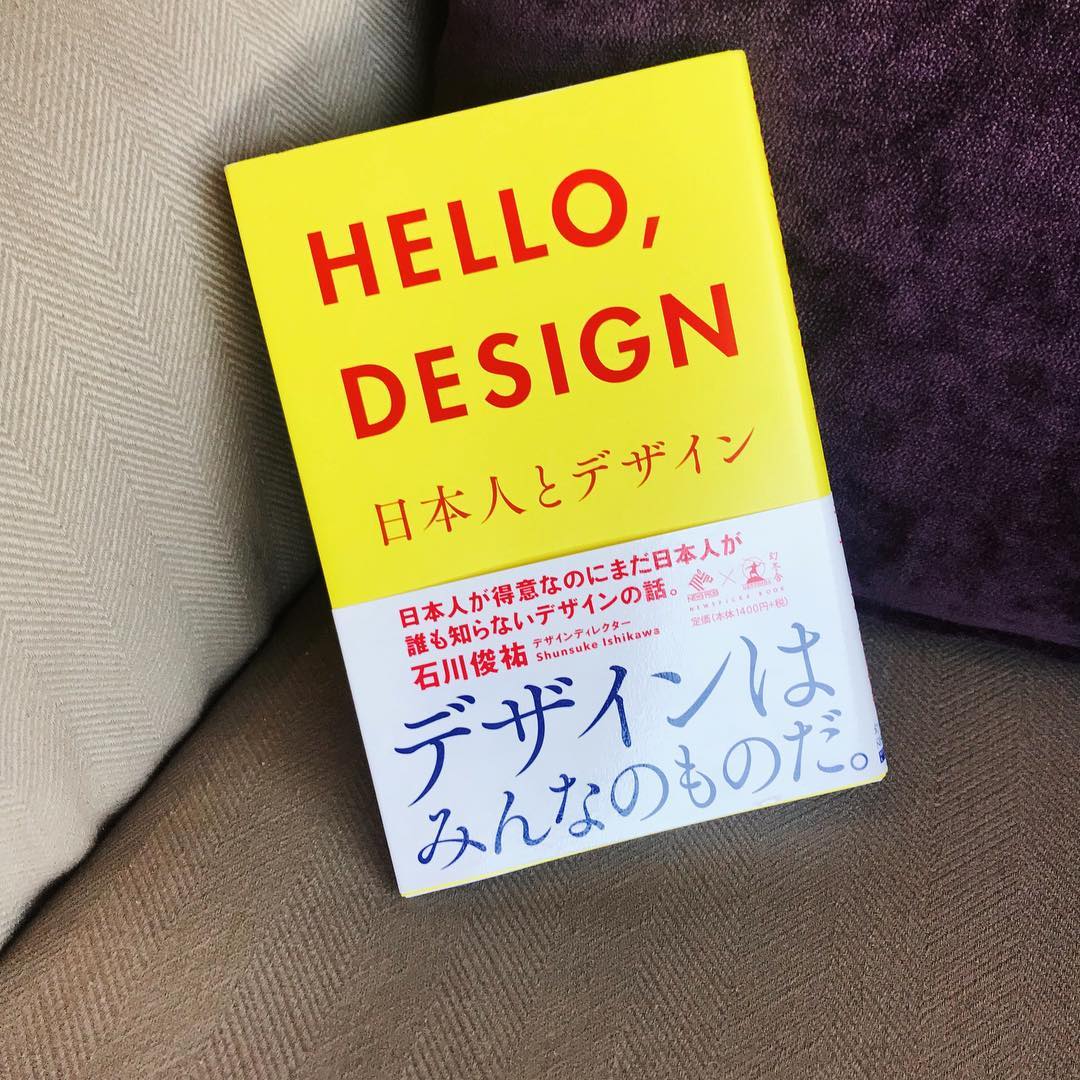 HELLO,
DESIGN
日本人とデザイン
日本人が得意なのにまだ日本人が
誰も知らないデザインの話。
デザインディレクター
石川俊祐 Shunsuke Ishikawa
NEWSPICKS BOOK
幻冬舎
定価(本体1400円+税)
デザインは
みんなのものだ。